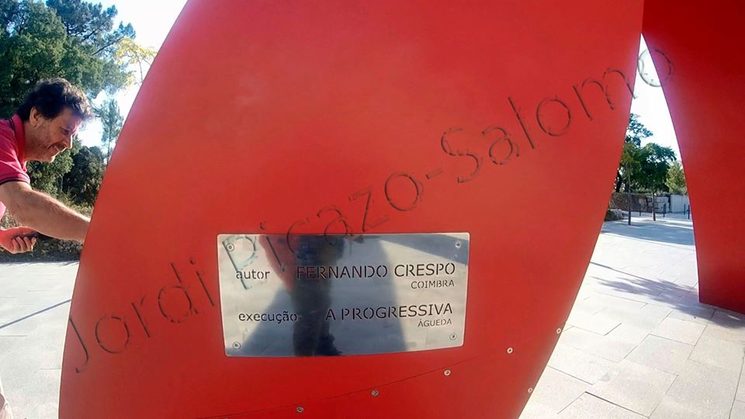 Jordi Picazo-Salomo
autor FERNANDO CRESPO
COIMBRA
execução A PROGRESSIVA
ÁGUEDA